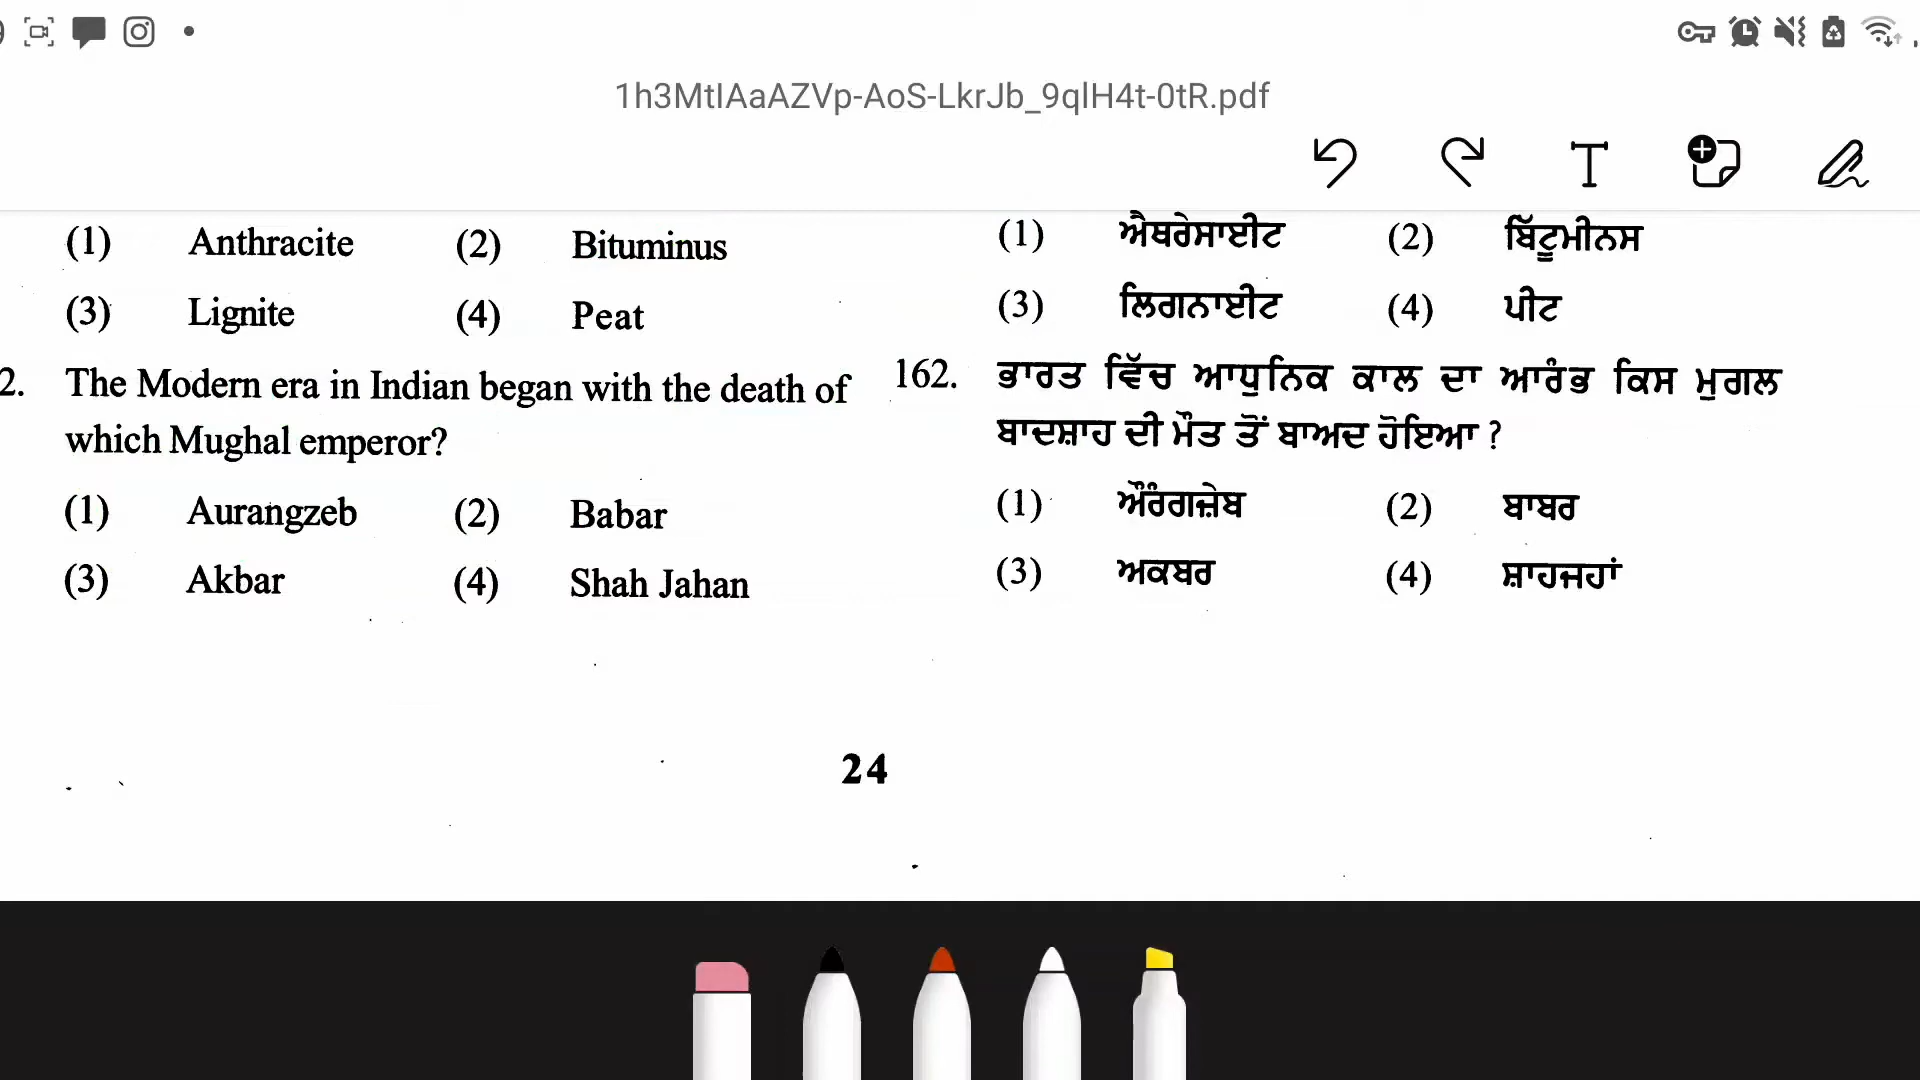 1h3MtIAaAZVp-AoS-LkrJb_9qlH4t-0tR.pdf
(1) Anthracite (2) Bituminus
(3) Lignite (4) Peat
2. The Modern era in Indian began with the death of
which Mughal emperor?
(1) Aurangzeb (2) Babar
(3) Akbar (4) Shah Jahan
(1) ਐਥਰੇਸਾਈਟ (2) ਬਿੱਟੂਮੀਨਸ
(3) ਲਿਗਨਾਈਟ (4) ਪੀਟ
162. ਭਾਰਤ ਵਿੱਚ ਆਧੁਨਿਕ ਕਾਲ ਦਾ ਆਰੰਭ ਕਿਸ ਮੁਗਲ
ਬਾਦਸ਼ਾਹ ਦੀ ਮੌਤ ਤੋਂ ਬਾਅਦ ਹੋਇਆ ?
(1) ਔਰੰਗਜ਼ੇਬ (2) ਬਾਬਰ
(3) ਅਕਬਰ (4) ਸ਼ਾਹਜਹਾਂ
24